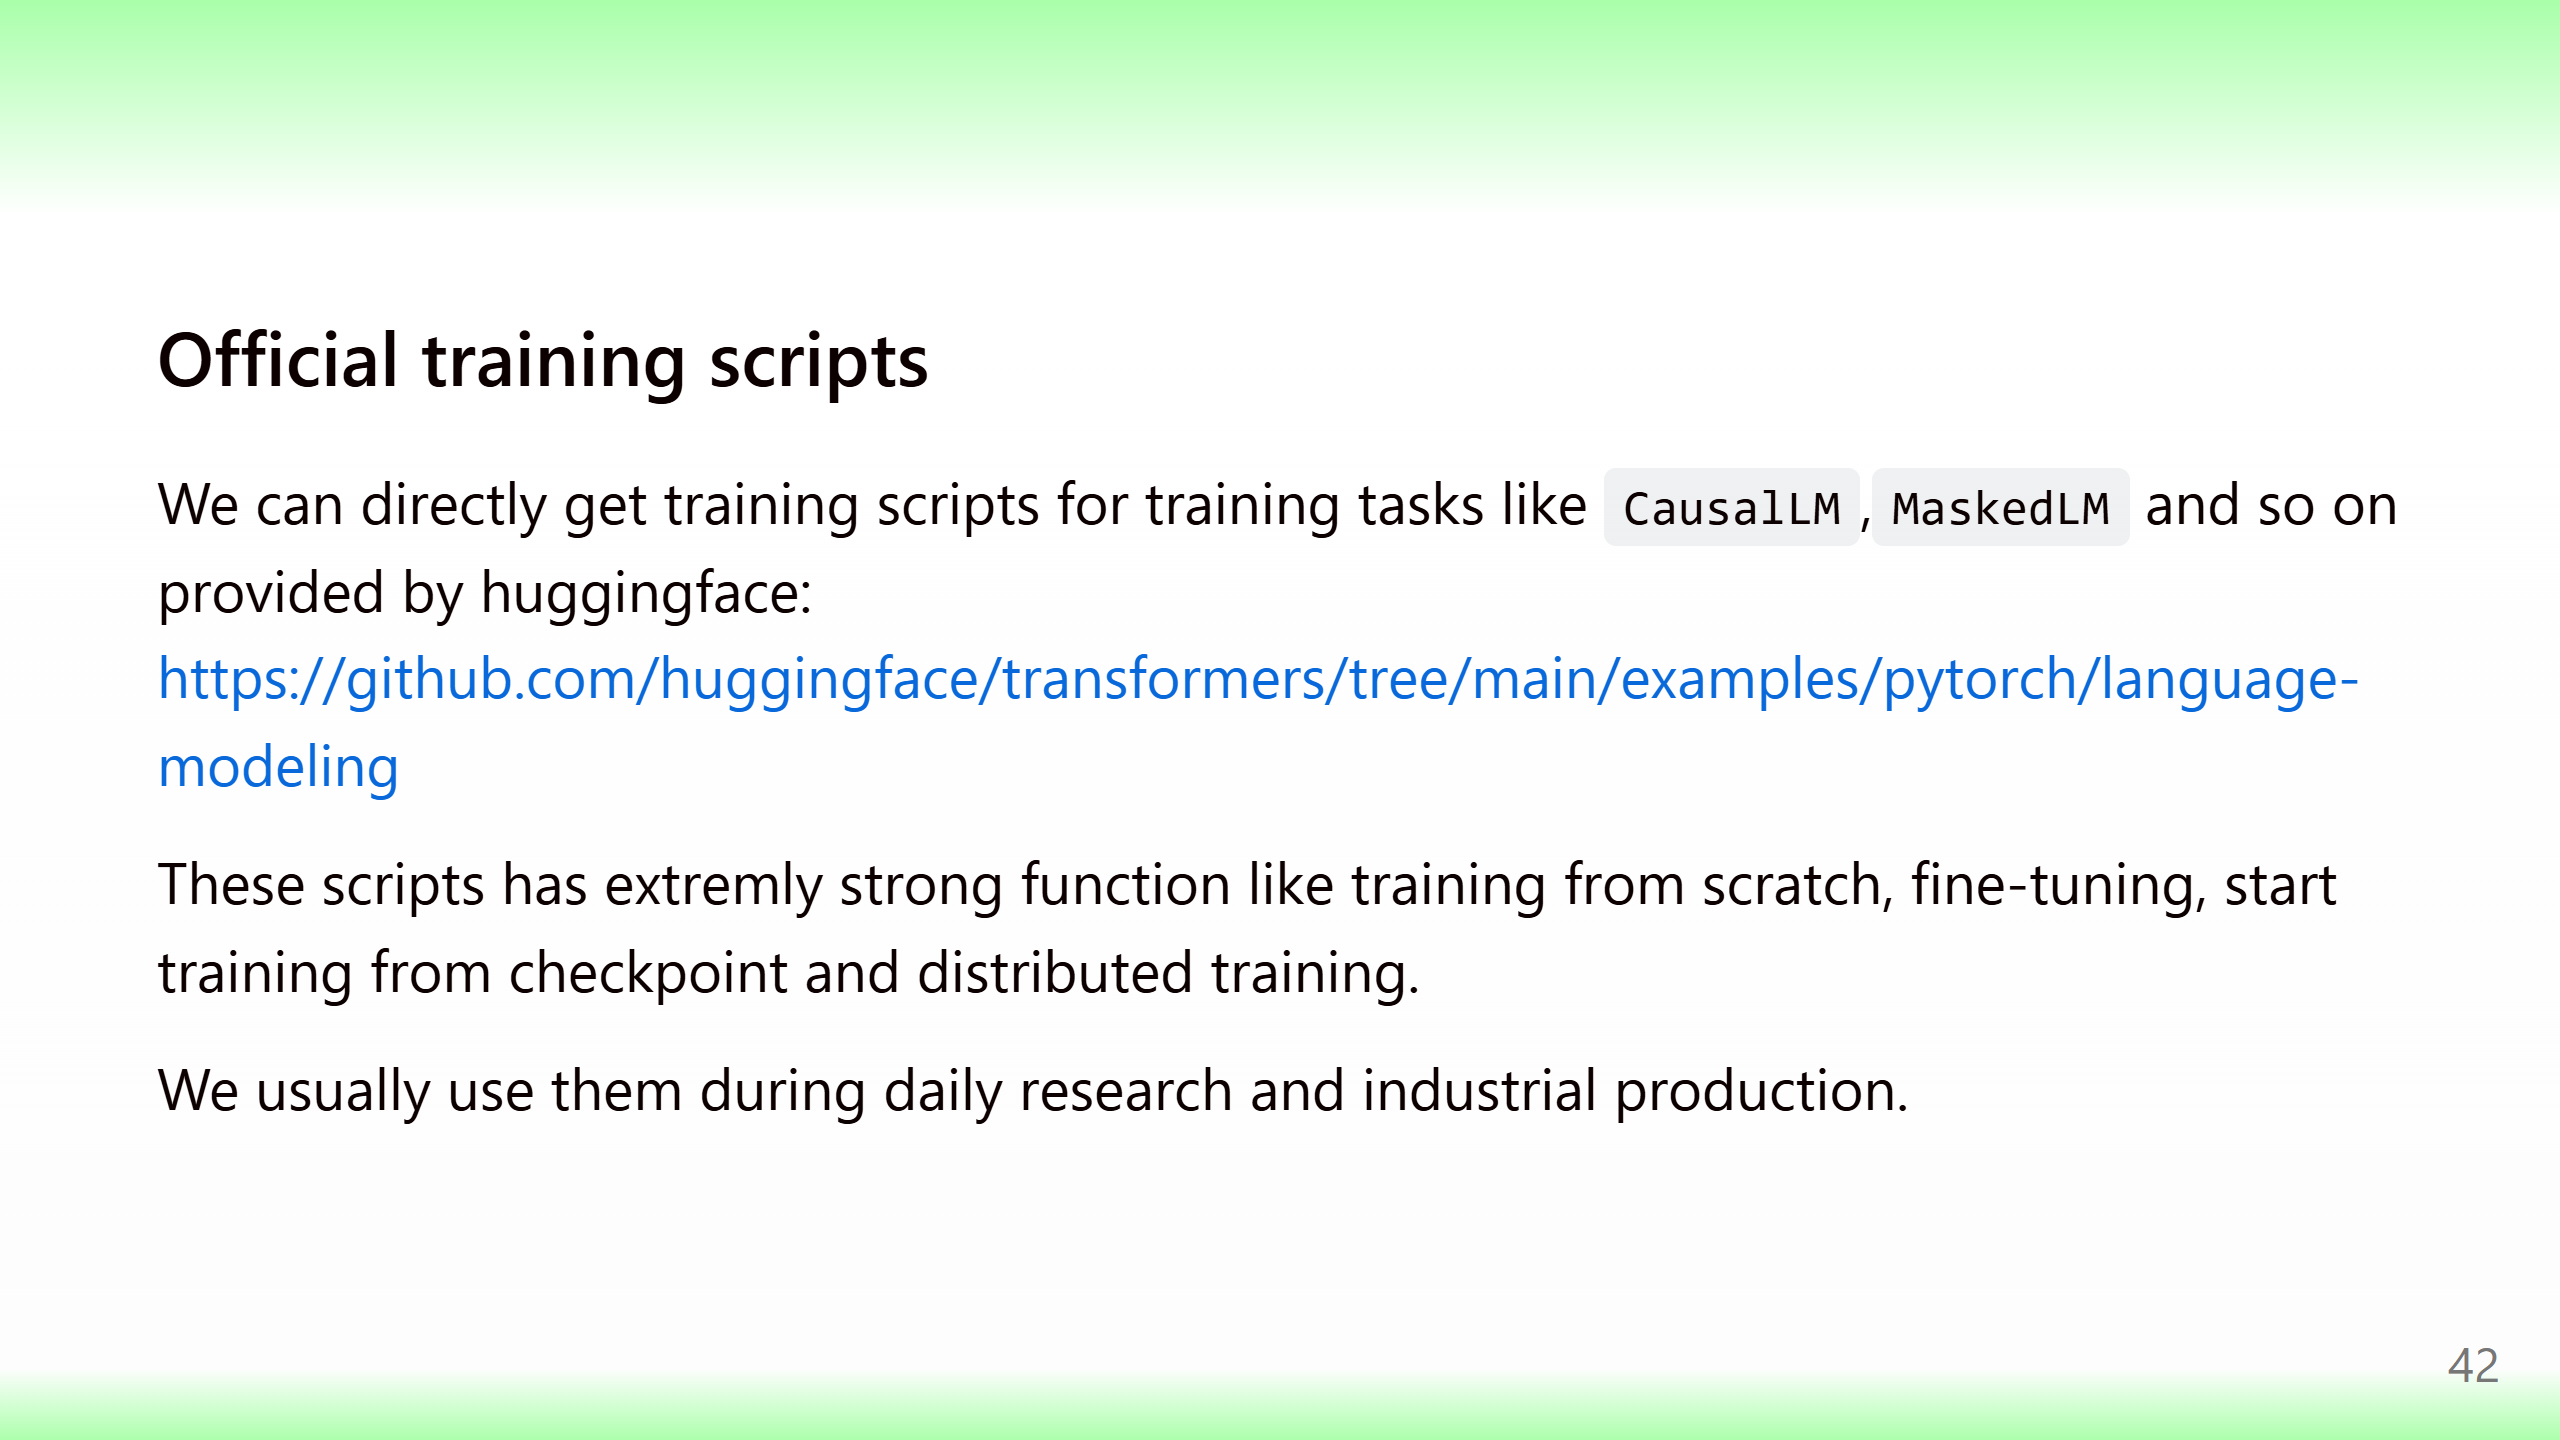 Official training scripts
We can directly get training scripts for training tasks like CausalLM, MaskedLM and so on
provided by huggingface:
https://github.com/huggingface/transformers/tree/main/examples/pytorch/language-
modeling
These scripts has extremly strong function like training from scratch, fine-tuning, start
training from checkpoint and distributed training.
We usually use them during daily research and industrial production.
42